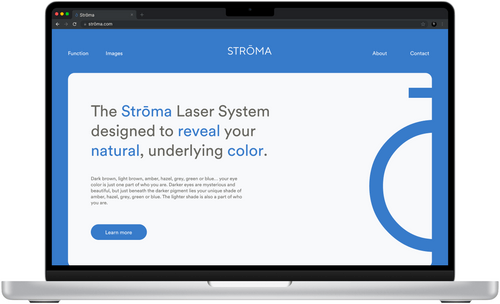 Strōma
strōma.com
Function
Images
STRŌMA
About
Contact
The Strōma Laser System
designed to reveal your
natural, underlying color.
Dark brown, light brown, amber, hazel, grey, green or blue... your eye
color is just one part of who you are. Darker eyes are mysterious and
beautiful, but just beneath the darker pigment lies your unique shade of
amber, hazel, grey, green or blue. The lighter shade is also a part of who
you are.
Learn more